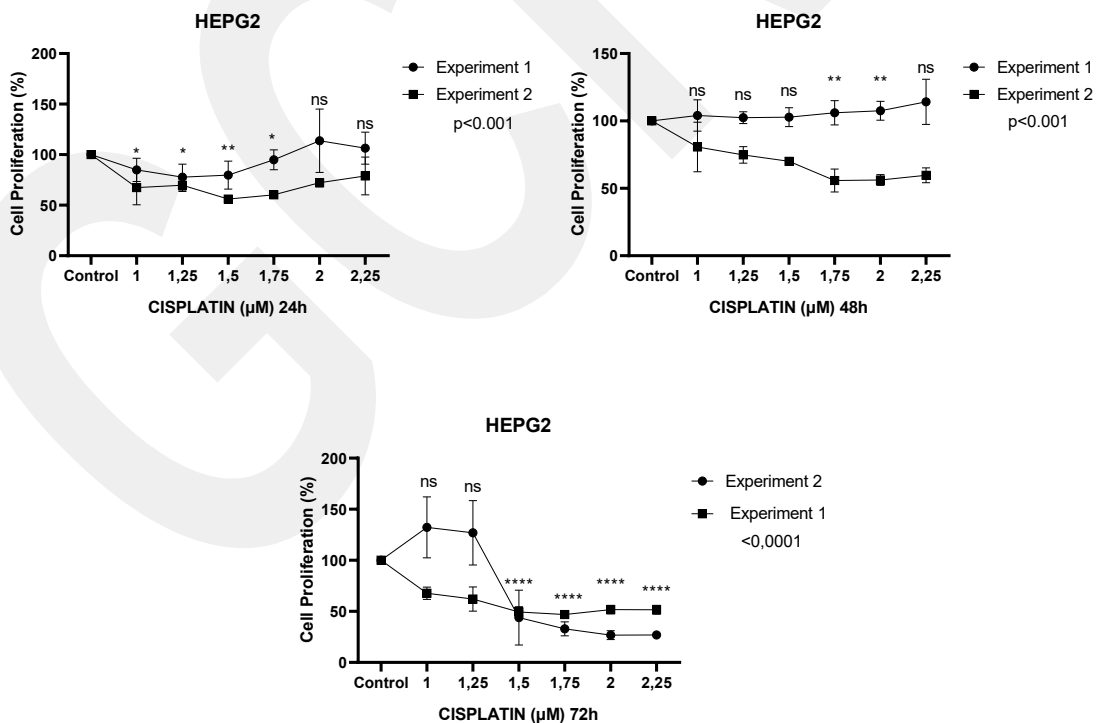 HEPG2
200
150
100
50
0
Cell Proliferation (%)
* * ** * ns ns
Control 1 1,25 1,5 1,75 2 2,25
CISPLATIN (µM) 24h
Experiment 1
Experiment 2
p<.001
HEPG2
150
100
50
0
Cell Proliferation (%)
ns ns ns ** ** ns
Control 1 1,25 1,5 1,75 2 2,25
CISPLATIN (µM) 48h
Experiment 1
Experiment 2
p<.001
HEPG2
200
150
100
50
0
Cell Proliferation (%)
ns ns **** **** **** ****
Control 1 1,25 1,5 1,75 2 2,25
CISPLATIN (µM) 72h
Experiment 2
Experiment 1
<0,0001